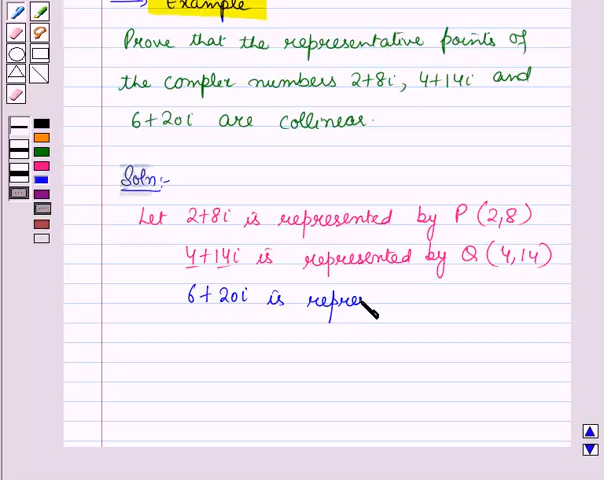 Example
Prove that the representative points of
the complex numbers 2+8i, 4+14i and
6+20i are collinear.
Soln:-
Let 2+8i is represented by P (2,8)
4+14i is represented by Q (4,14)
6+20i is repre